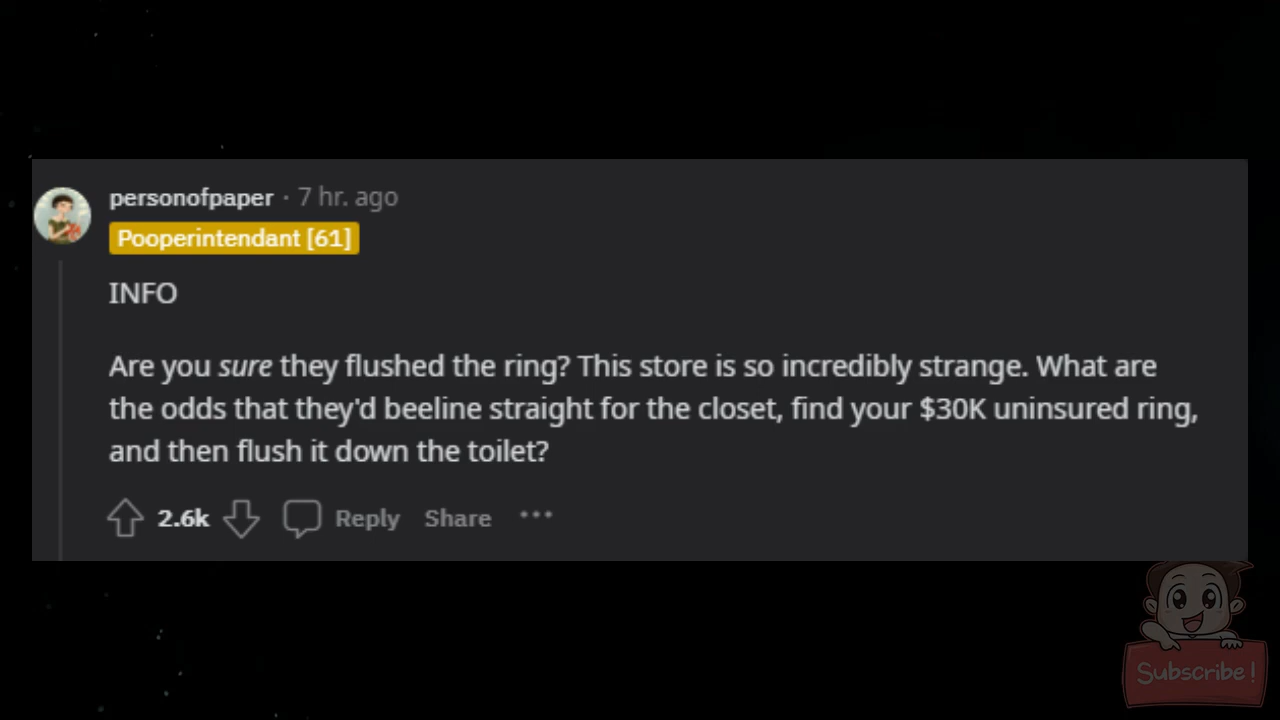 personofpaper · 7 hr. ago
Pooperintendant [61]
INFO
Are you sure they flushed the ring? This store is so incredibly strange. What are
the odds that they'd beeline straight for the closet, find your $30K uninsured ring,
and then flush it down the toilet?
2.6k Reply Share ···
Subscribe!